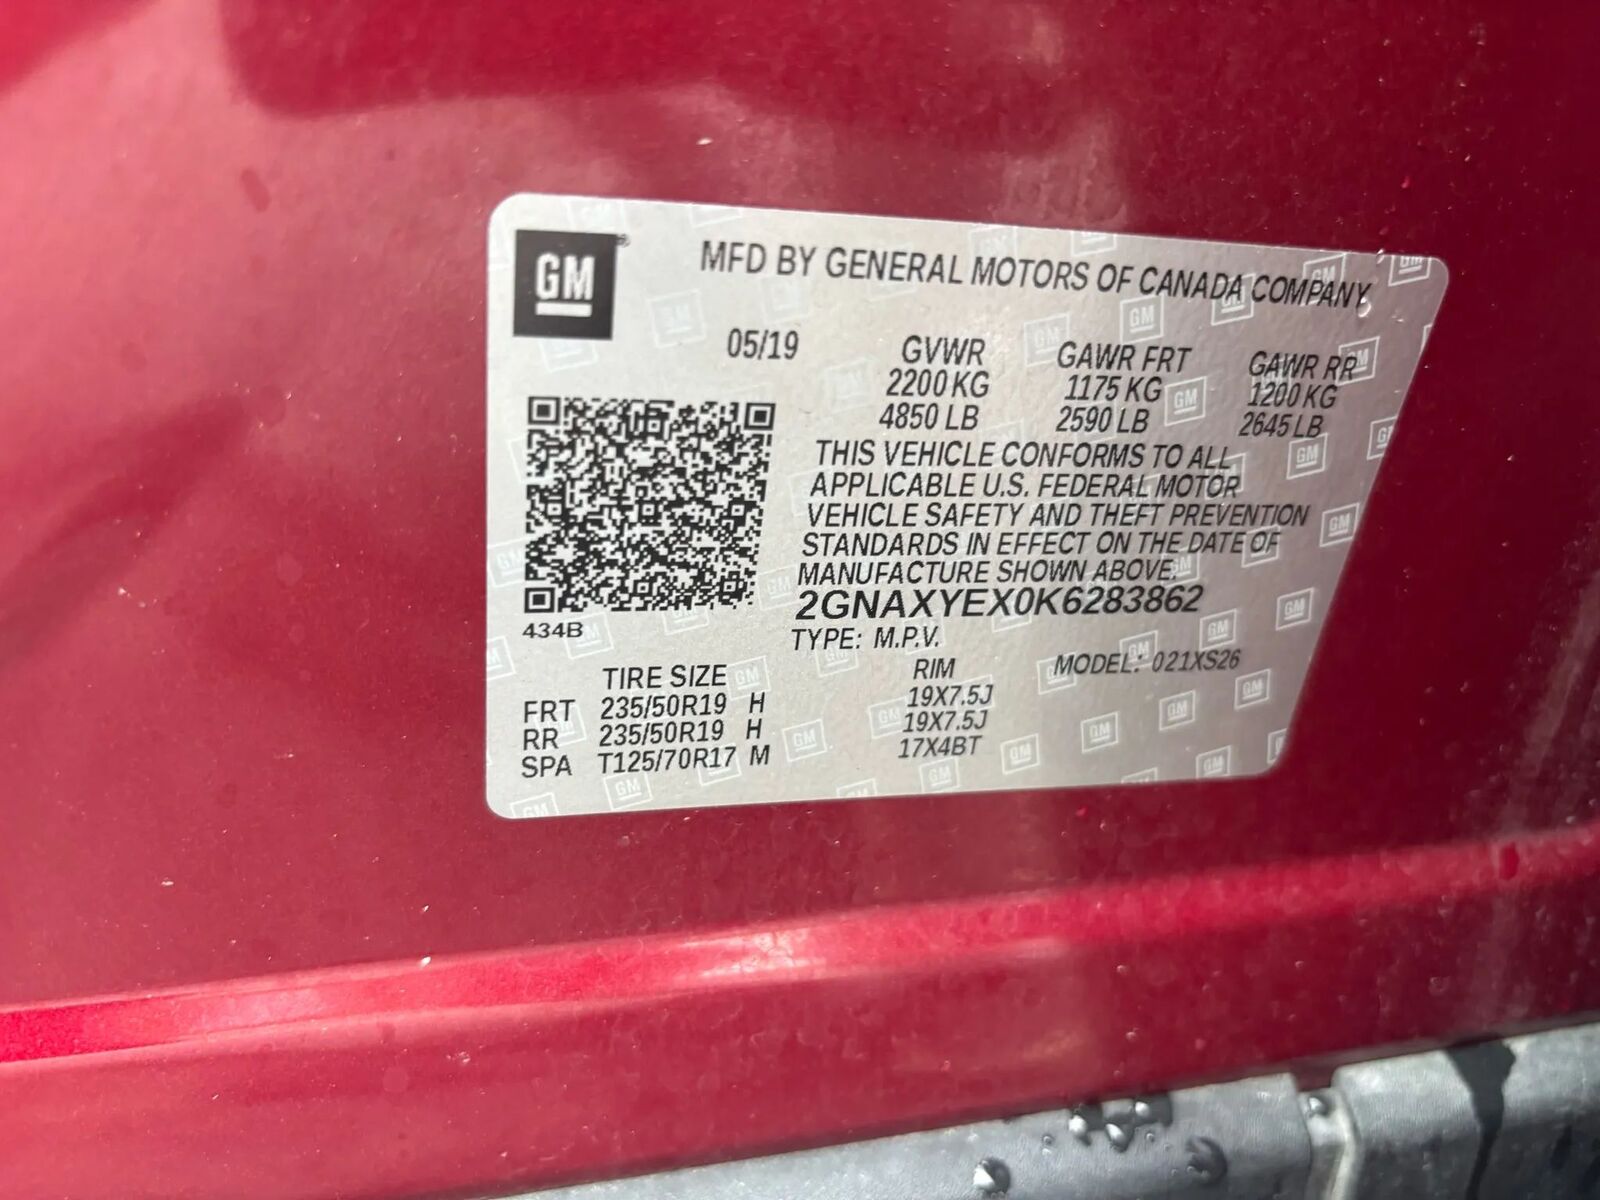 GM
MFD BY GENERAL MOTORS OF CANADA COMPANY
05/19 GVWR GAWR FRT GAWR RR
2200 KG 1175 KG 1200 KG
4850 LB 2590 LB 2645 LB
THIS VEHICLE CONFORMS TO ALL
APPLICABLE U.S. FEDERAL MOTOR
VEHICLE SAFETY AND THEFT PREVENTION
STANDARDS IN EFFECT ON THE DATE OF
MANUFACTURE SHOWN ABOVE.
2GNAXYEX0K6283862
434B
TYPE: M.P.V. MODEL: 021XS26
TIRE SIZE RIM
FRT 235/50R19 H 19X7.5J
RR 235/50R19 H 19X7.5J
SPA T125/70R17 M 17X4BT